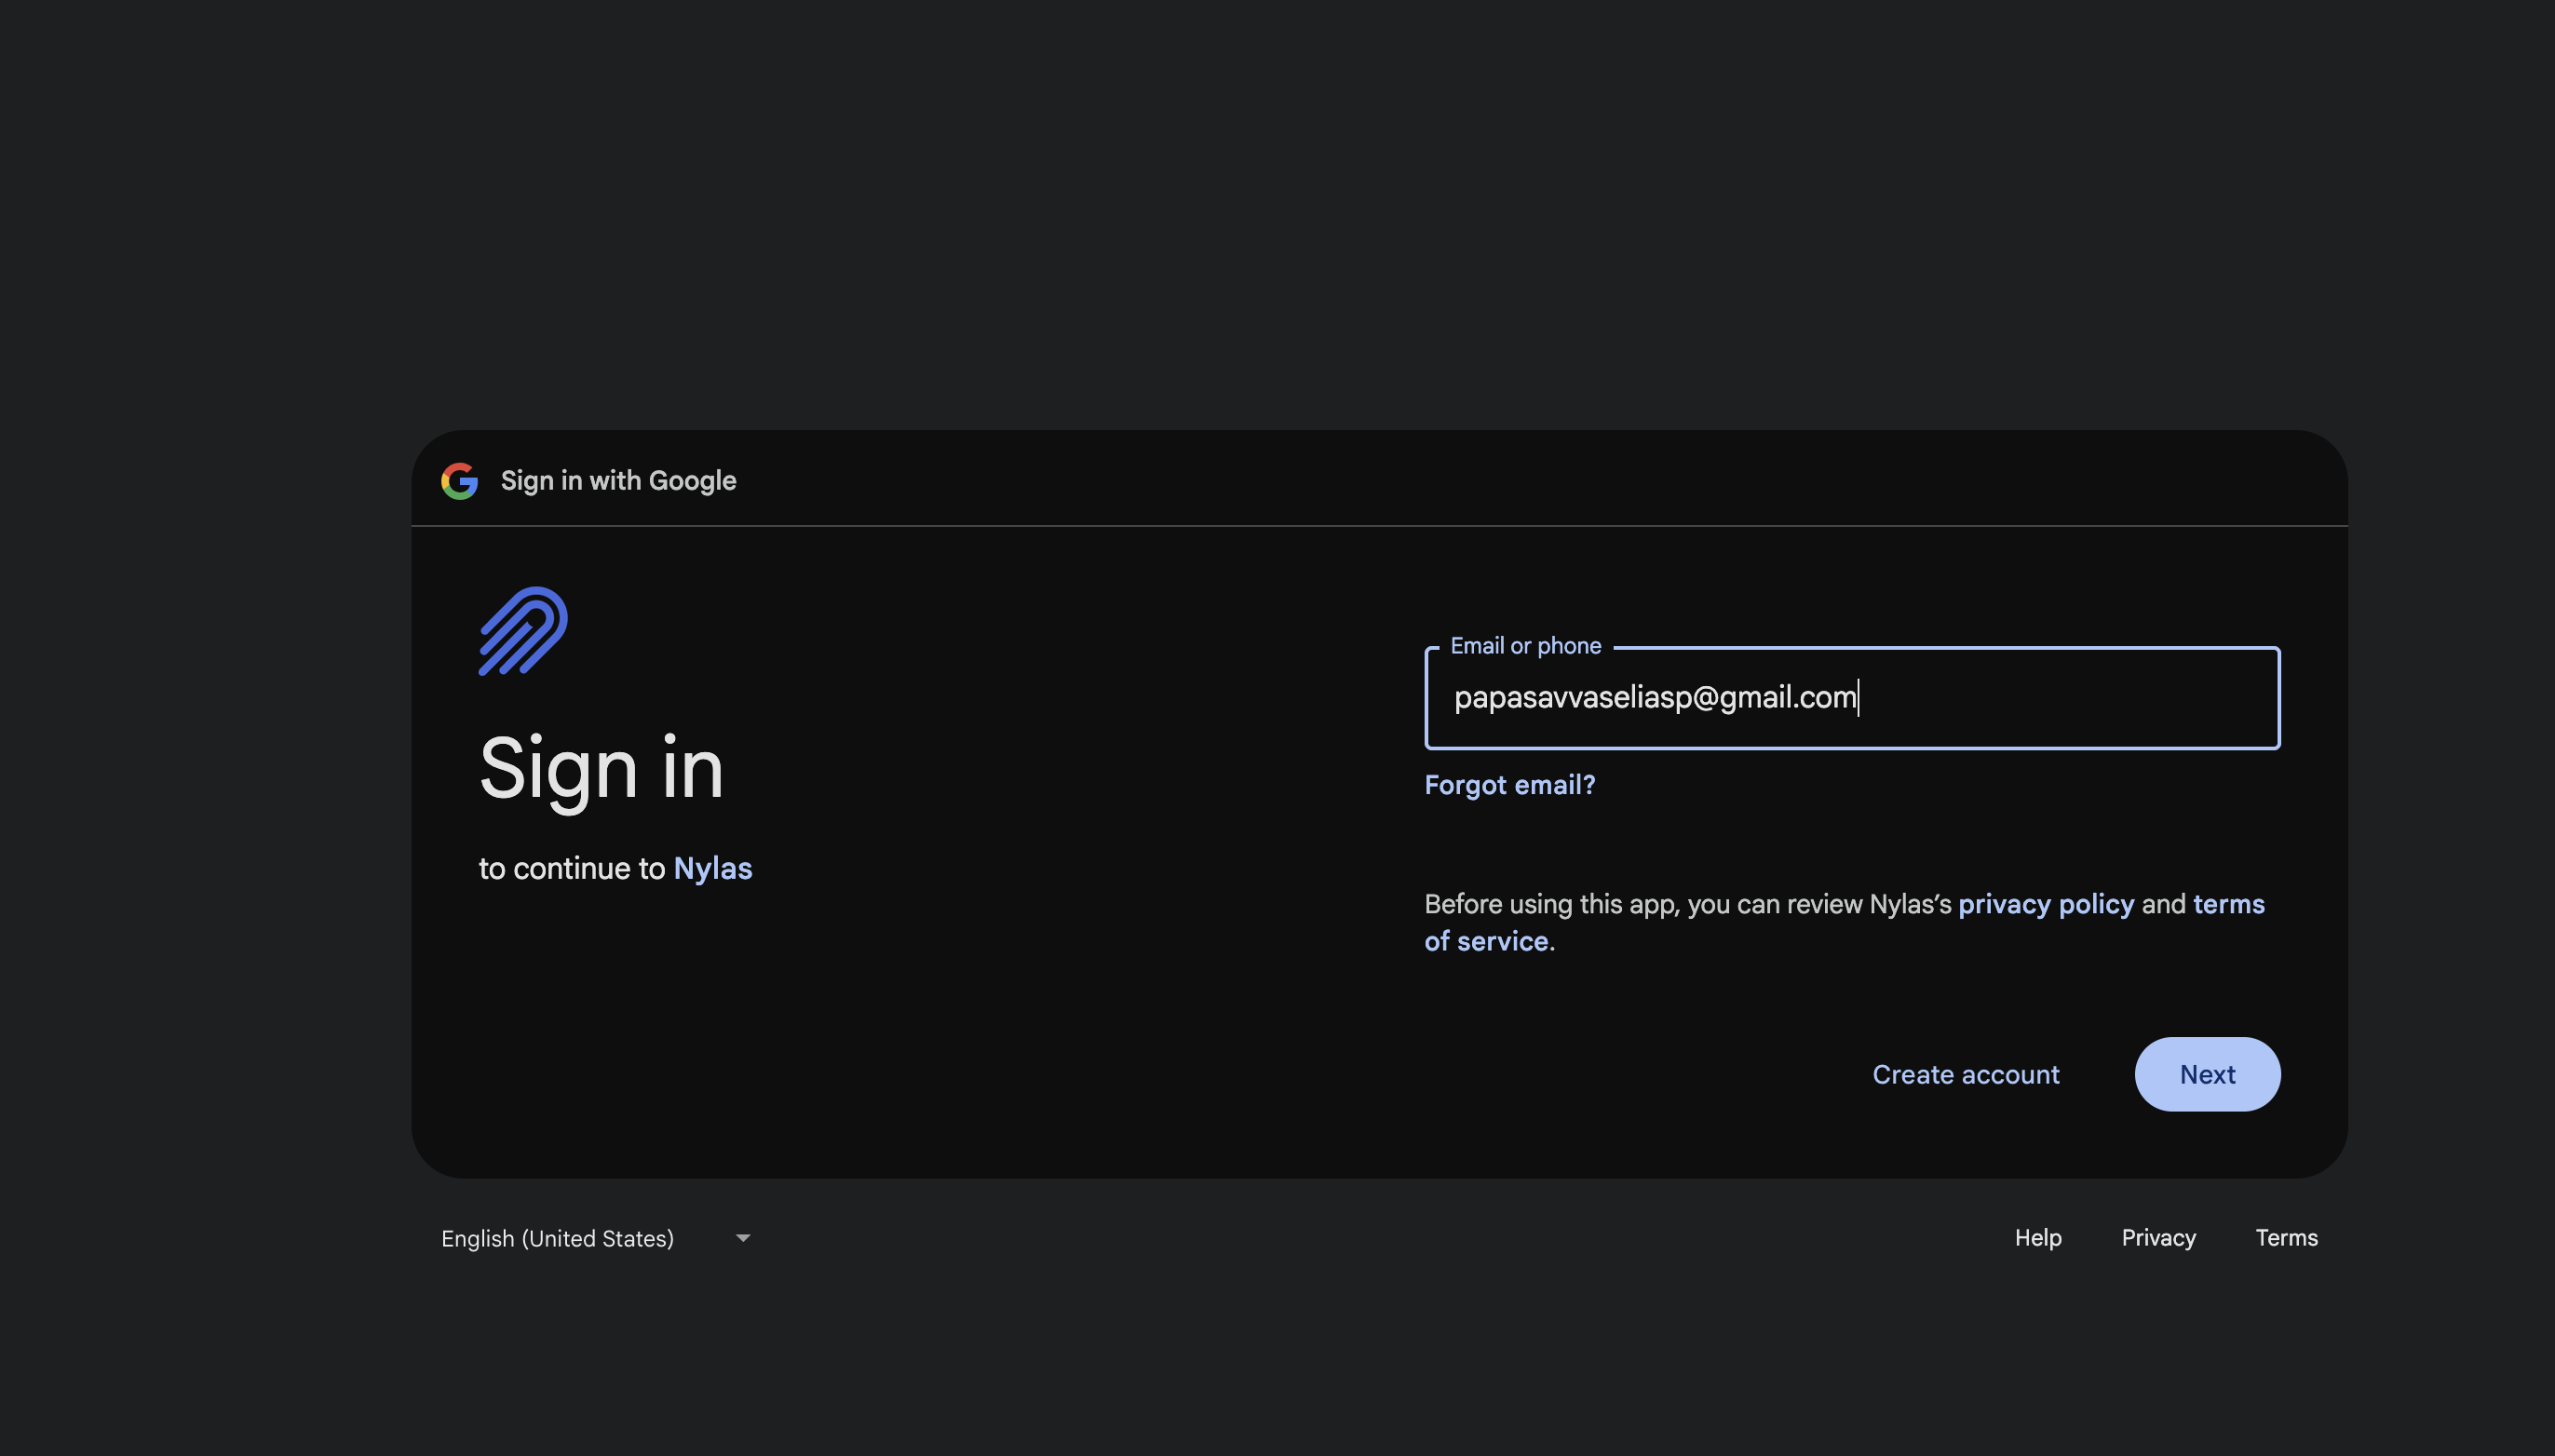 Sign in with Google
Sign in
to continue to Nylas
Email or phone
papasavvaseliasp@gmail.com
Forgot email?
Before using this app, you can review Nylas’s privacy policy and terms
of service.
Create account
Next
English (United States)
Help
Privacy
Terms